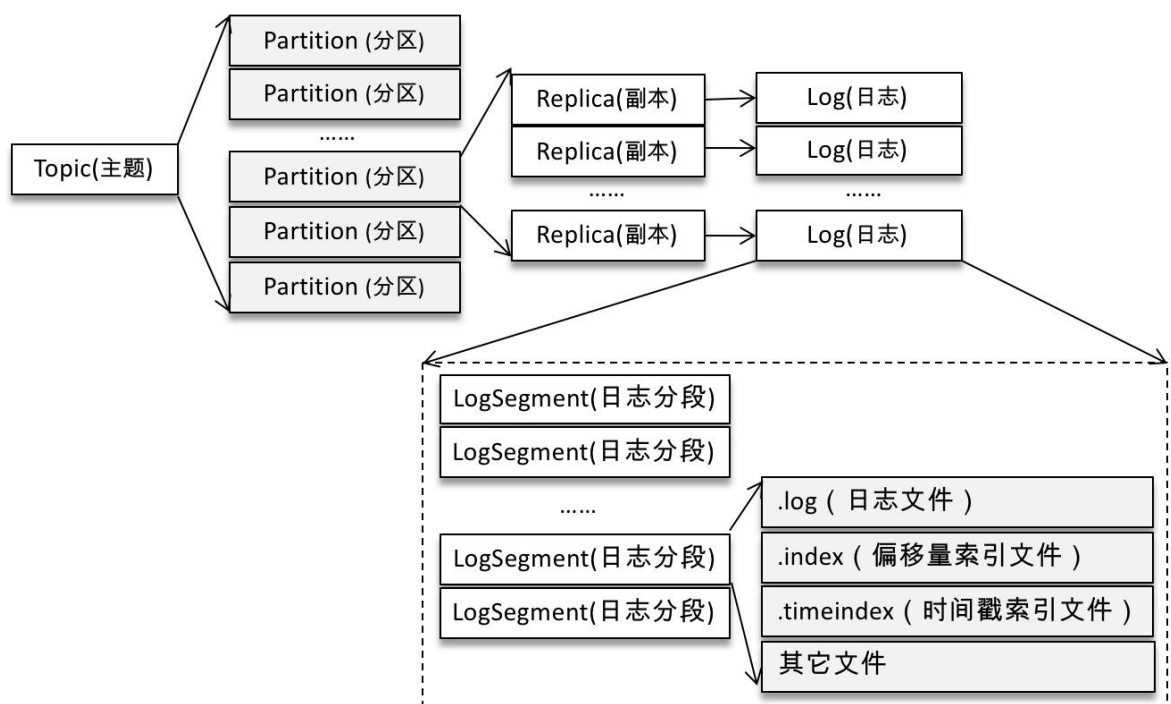 Topic(主题)
Partition (分区)
Partition (分区)
......
Partition (分区)
Partition (分区)
Partition (分区)
Replica(副本)
Replica(副本)
......
Replica(副本)
Log(日志)
Log(日志)
......
Log(日志)
LogSegment(日志分段)
LogSegment(日志分段)
......
LogSegment(日志分段)
LogSegment(日志分段)
.log（日志文件）
.index（偏移量索引文件）
.timeindex（时间戳索引文件）
其它文件